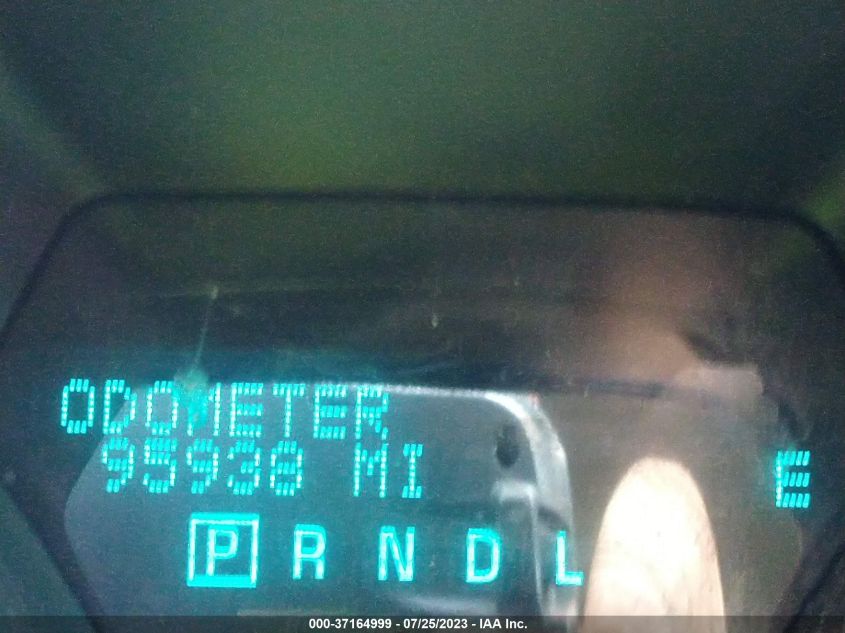 ODOMETER
95938 MI
E
P R N D L
000-37164999 - 07/25/2023 - IAA Inc.